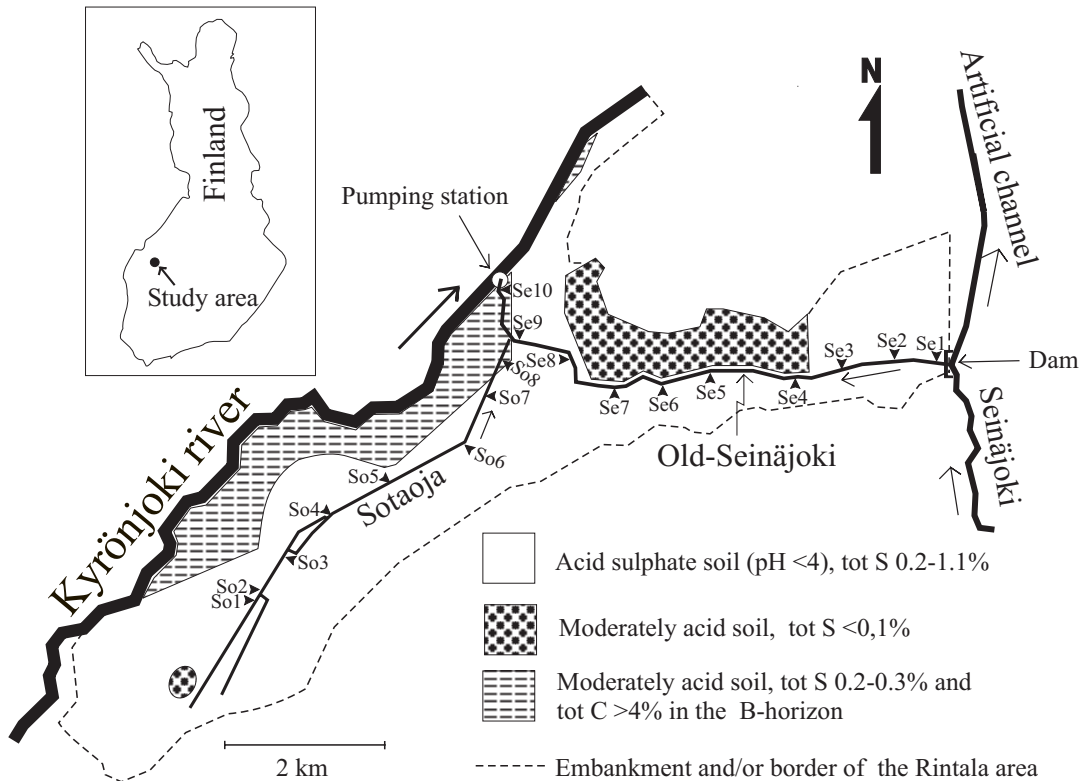 Finland
Study area
N
Artificial channel
Pumping station
Se10
Se9
Se8
Se7
Se6
Se5
Se4
Se3
Se2
Se1
Dam
So8
So7
So6
So5
So4
So3
So2
So1
Kyrönjoki river
Sotaoja
Old-Seinäjoki
Seinäjoki
Acid sulphate soil (pH <4), tot S 0.2-1.1%
Moderately acid soil, tot S <0,1%
Moderately acid soil, tot S 0.2-0.3% and
tot C >4% in the B-horizon
2 km
Embankment and/or border of the Rintala area